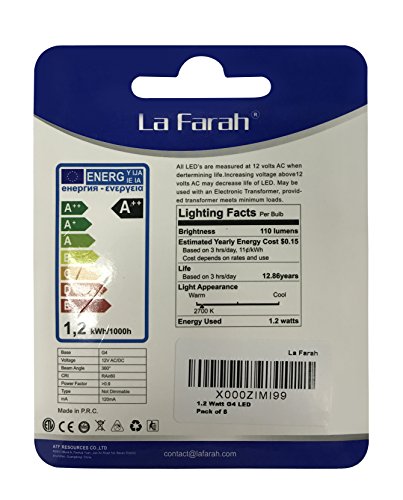 La Farah®
All LED's are measured at 12 volts AC when
dertermining life.Increasing voltage above12
volts AC may decrease life of LED. May be
used with an Electronic Transformer, provid-
ed transformer meets minimum loads.
ENERG Y IJA
IE IA
енергия · ενεργεια
A++
A+
A
B
A++
1,2 kWh/1000h
Lighting Facts Per Bulb
Brightness 110 lumens
Estimated Yearly Energy Cost $0.15
Based on 3 hrs/day, 11¢/kWh
Cost depends on rates and use
Life
Based on 3 hrs/day 12.86years
Light Appearance
Warm Cool
2700 K
Energy Used 1.2 watts
Base G4
Voltage 12V AC/DC
Beam Angle 360°
CRI RA≥80
Power Factor >0.9
Type Not Dimmable
mA 120mA
Made in P.R.C.
La Farah
X000ZIMI99
1.2 Watt G4 LED
Pack of 5
ATF RESOURCES CO.,LTD
contact@lafarah.com